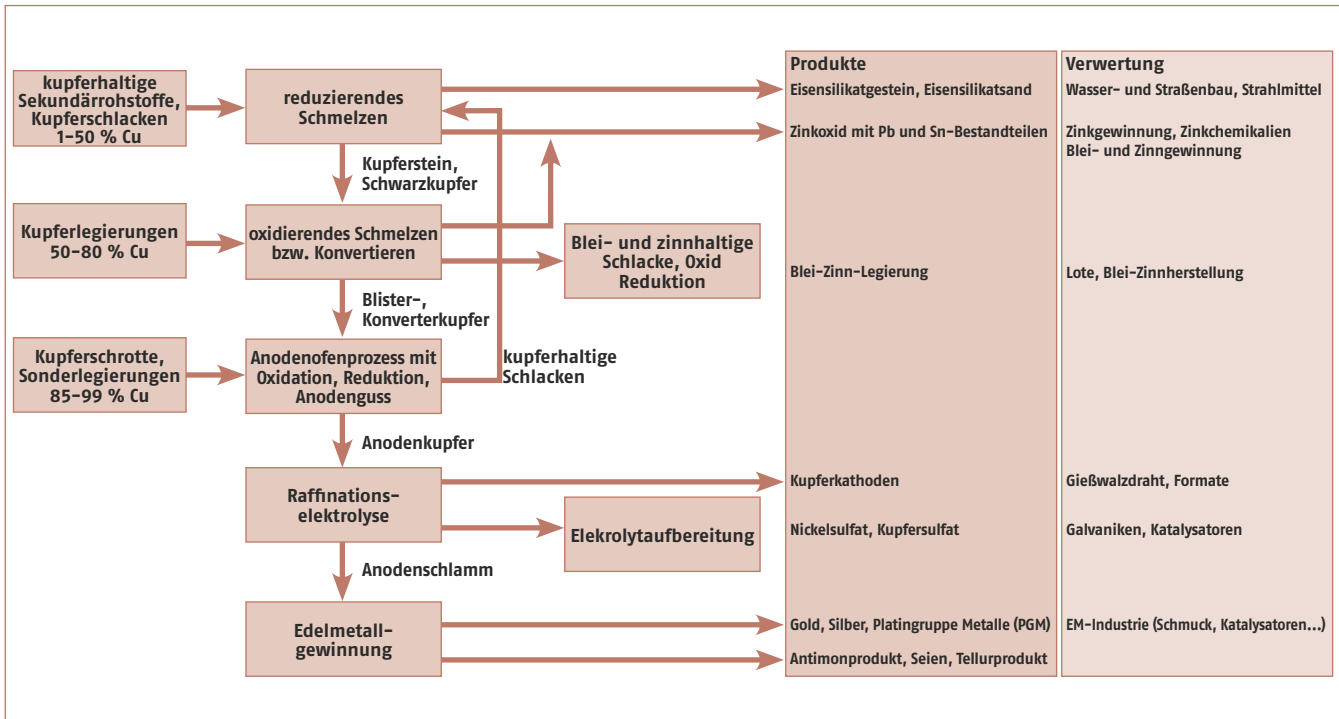 Produkte
Verwertung
kupferhaltige
Sekundärrohstoffe,
Kupferschlacken
1–50 % Cu
reduzierendes
Schmelzen
Eisensilikatgestein, Eisensilikatsand
Wasser- und Straßenbau, Strahlmittel
Zinkoxid mit Pb und Sn-Bestandteilen
Zinkgewinnung, Zinkchemikalien
Blei- und Zinngewinnung
Kupferstein,
Schwarzkupfer
Kupferlegierungen
50–80 % Cu
oxidierendes Schmelzen
bzw. Konvertieren
Blei- und zinnhaltige
Schlacke, Oxid
Reduktion
Blei-Zinn-Legierung
Lote, Blei-Zinnherstellung
Blister-,
Konverterkupfer
Kupferschrotte,
Sonderlegierungen
85–99 % Cu
Anodenofenprozess mit
Oxidation, Reduktion,
Anodenguss
kupferhaltige
Schlacken
Anodenkupfer
Raffinations-
elektrolyse
Kupferkathoden
Gießwalzdraht, Formate
Elekrolytaufbereitung
Nickelsulfat, Kupfersulfat
Galvaniken, Katalysatoren
Anodenschlamm
Edelmetall-
gewinnung
Gold, Silber, Platingruppe Metalle (PGM)
EM-Industrie (Schmuck, Katalysatoren...)
Antimonprodukt, Seien, Tellurprodukt